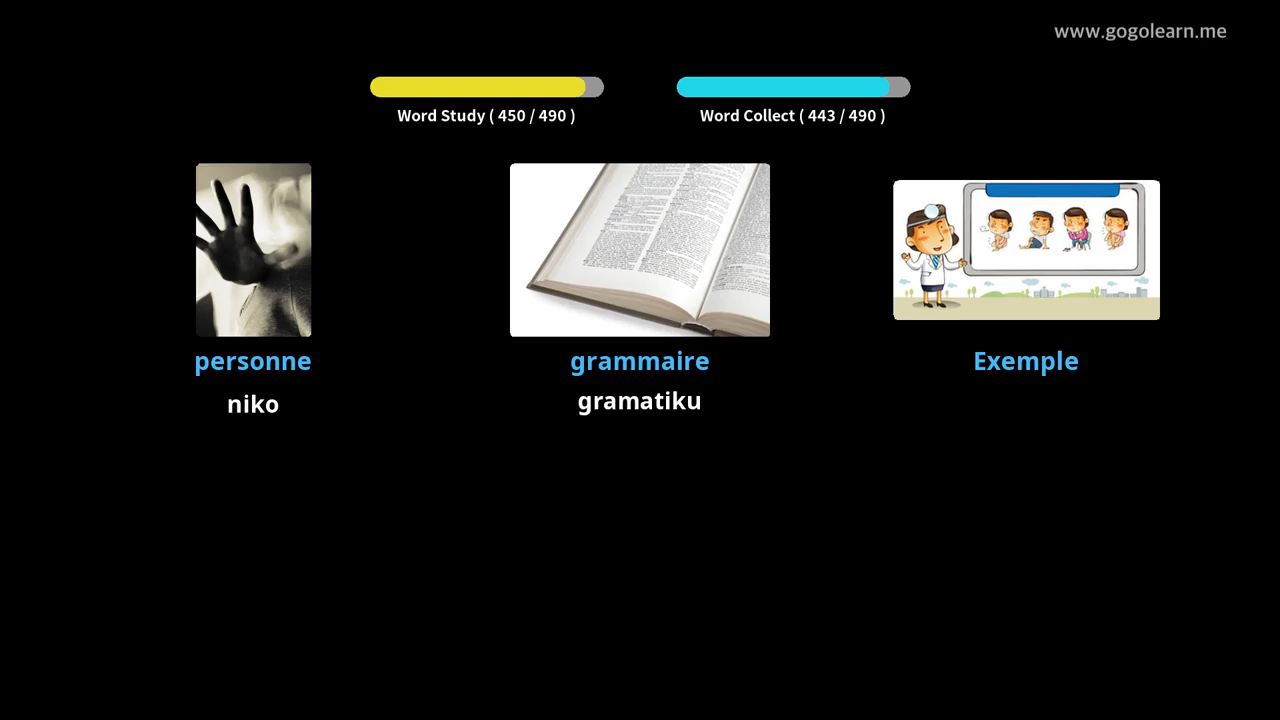 www.gogolearn.me
Word Study ( 450 / 490 )
Word Collect ( 443 / 490 )
personne
grammaire
Exemple
niko
gramatiku